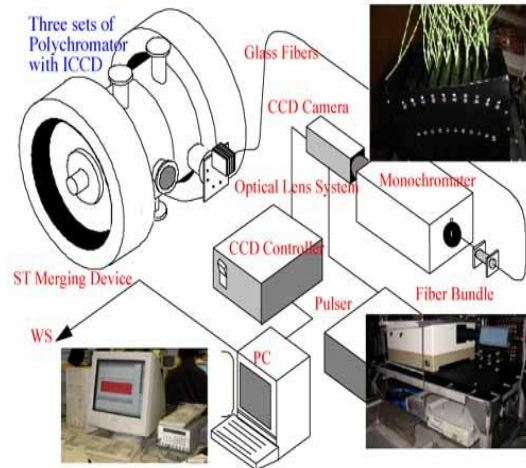 Three sets of
Polychromator
with ICCD
Glass Fibers
CCD Camera
Optical Lens System
Monochromater
CCD Controller
ST Merging Device
Pulser
Fiber Bundle
WS
PC